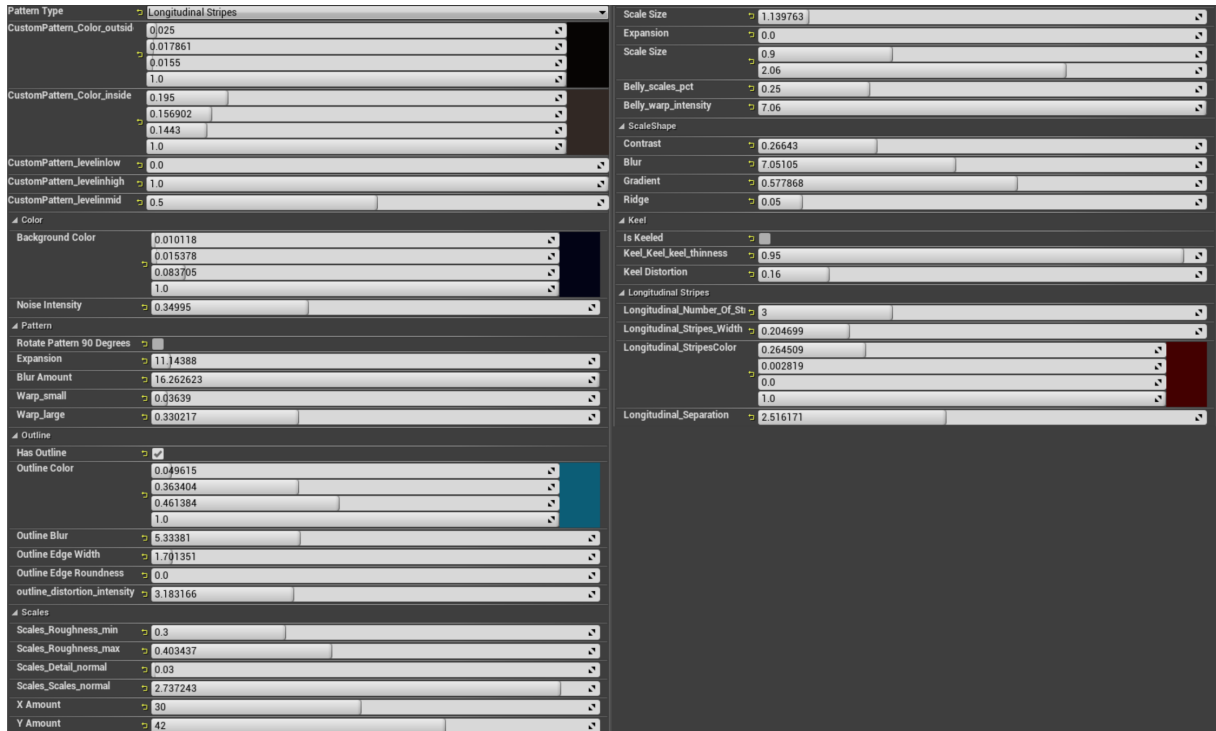 Pattern Type Longitudinal Stripes
CustomPattern_Color_outsid 0.025
0.017861
0.0155
1.0
CustomPattern_Color_inside 0.195
0.156902
0.1443
1.0
CustomPattern_levelinlow 0.0
CustomPattern_levelinhigh 1.0
CustomPattern_levelinmid 0.5
Color
Background Color 0.010118
0.015378
0.083705
1.0
Noise Intensity 0.34995
Pattern
Rotate Pattern 90 Degrees
Expansion 11.14388
Blur Amount 16.262623
Warp_small 0.03639
Warp_large 0.330217
Outline
Has Outline
Outline Color 0.049615
0.363404
0.461384
1.0
Outline Blur 5.33381
Outline Edge Width 1.701351
Outline Edge Roundness 0.0
outline_distortion_intensity 3.183166
Scales
Scales_Roughness_min 0.3
Scales_Roughness_max 0.403437
Scales_Detail_normal 0.03
Scales_Scales_normal 2.737243
X Amount 30
Y Amount 42
Scale Size 1.139763
Expansion 0.0
Scale Size 0.9
2.06
Belly_scales_pct 0.25
Belly_warp_intensity 7.06
ScaleShape
Contrast 0.26643
Blur 7.05105
Gradient 0.577868
Ridge 0.05
Keel
Is Keeled
Keel_Keel_keel_thinness 0.95
Keel Distortion 0.16
Longitudinal Stripes
Longitudinal_Number_Of_Str 3
Longitudinal_Stripes_Width 0.204699
Longitudinal_StripesColor 0.264509
0.002819
0.0
1.0
Longitudinal_Separation 2.516171